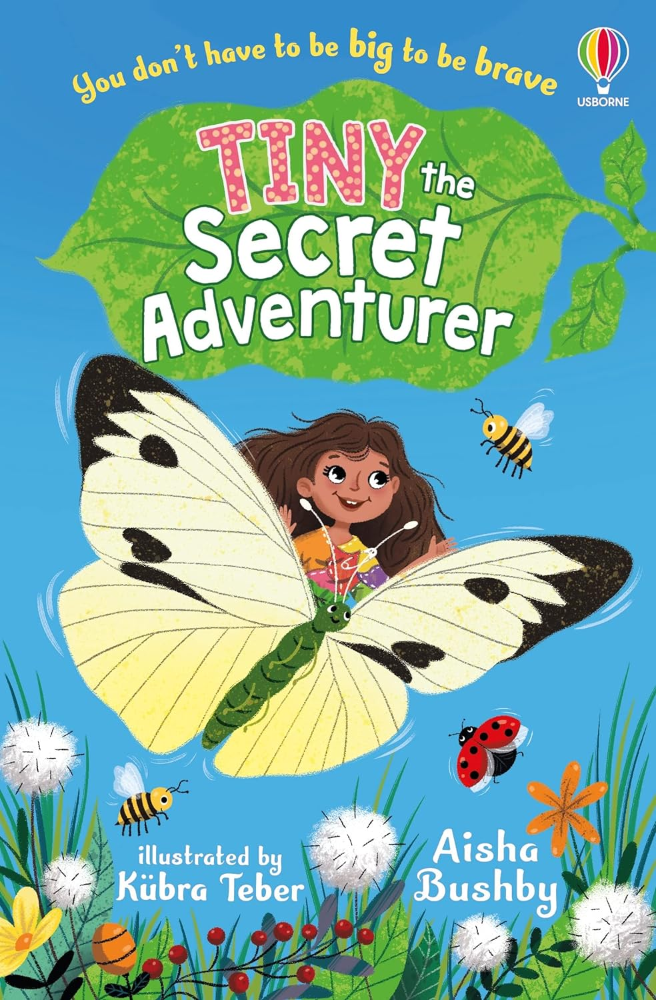 You don't have to be big to be brave
USBORNE
TINY the
Secret
Adventurer
illustrated by
Kübra Teber
Aisha
Bushby